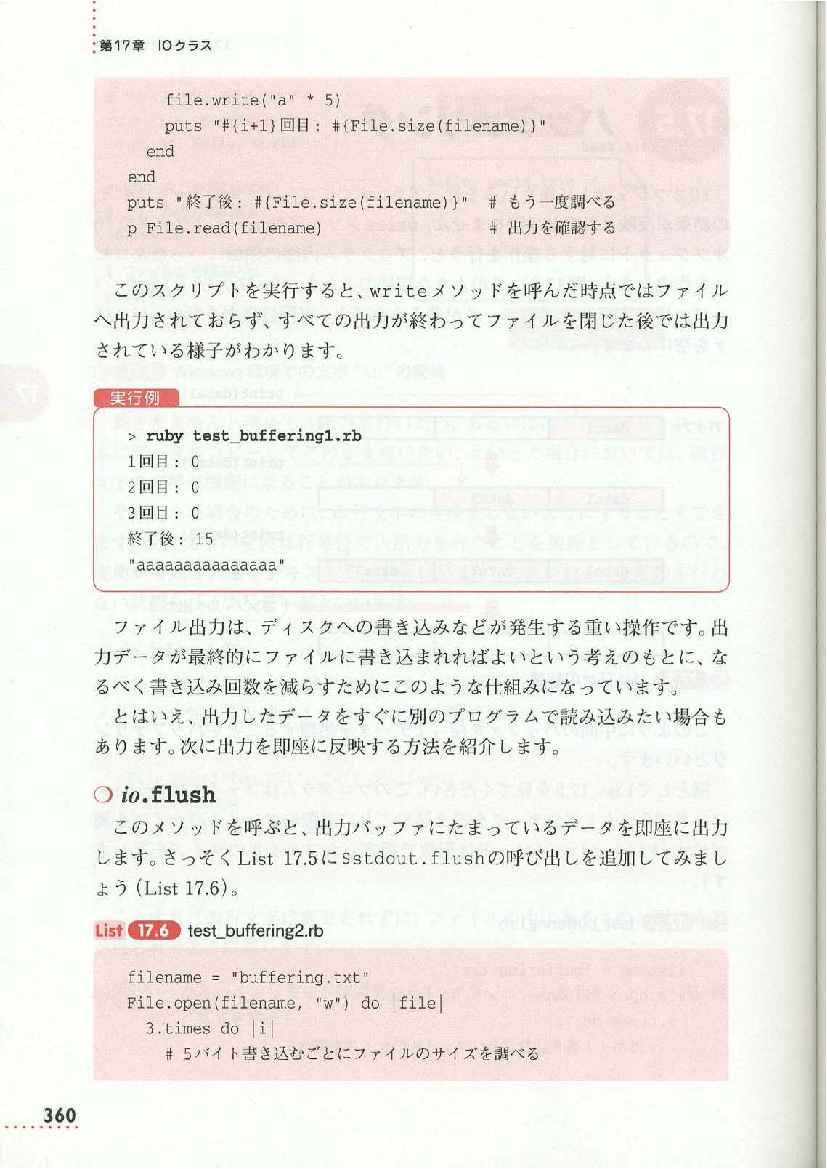 第17章 IOクラス
file.write("a" * 5)
puts "#{i+1}回目: #{File.size(filename)}"
end
end
puts "終了後: #{File.size(filename)}" # もう一度調べる
p File.read(filename) # 出力を確認する
このスクリプトを実行すると、writeメソッドを呼んだ時点ではファイル
へ出力されておらず、すべての出力が終わってファイルを閉じた後では出力
されている様子がわかります。
実行例
> ruby test_buffering1.rb
1回目: 0
2回目: 0
3回目: 0
終了後: 15
"aaaaaaaaaaaaaaa"
ファイル出力は、ディスクへの書き込みなどが発生する重い操作です。出
力データが最終的にファイルに書き込まれればよいという考えのもとに、な
るべく書き込み回数を減らすためにこのような仕組みになっています。
とはいえ、出力したデータをすぐに別のプログラムで読み込みたい場合も
あります。次に出力を即座に反映する方法を紹介します。
❍ io.flush
このメソッドを呼ぶと、出力バッファにたまっているデータを即座に出力
します。さっそくList 17.5に$stdout.flushの呼び出しを追加してみまし
ょう（List 17.6）。
List 17.6 test_buffering2.rb
filename = "buffering.txt"
File.open(filename, "w") do |file|
3.times do |i|
# 5バイト書き込むごとにファイルのサイズを調べる
360